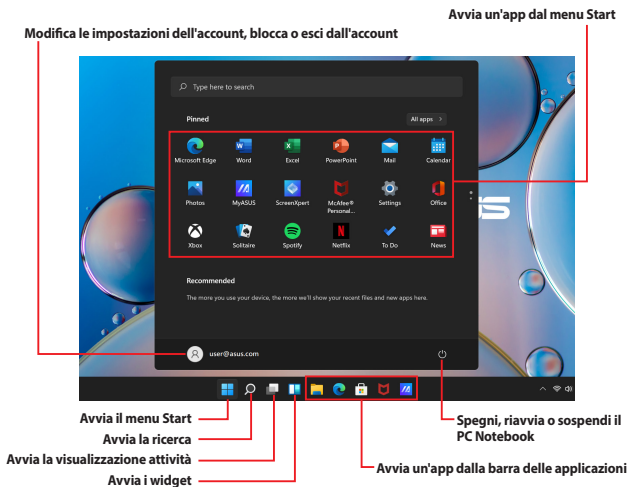 Avvia un'app dal menu Start
Modifica le impostazioni dell'account, blocca o esci dall'account
Type here to search
Pinned
All apps >
Microsoft Edge Word Excel PowerPoint Mail Calendar
Photos MyASUS ScreenXpert McAfee® Personal... Settings Office
Xbox Solitaire Spotify Netflix To Do News
Recommended
The more you use your device, the more we'll show your recent files and new apps here.
user@asus.com
Avvia il menu Start
Avvia la ricerca
Avvia la visualizzazione attività
Avvia i widget
Spegni, riavvia o sospendi il
PC Notebook
Avvia un'app dalla barra delle applicazioni